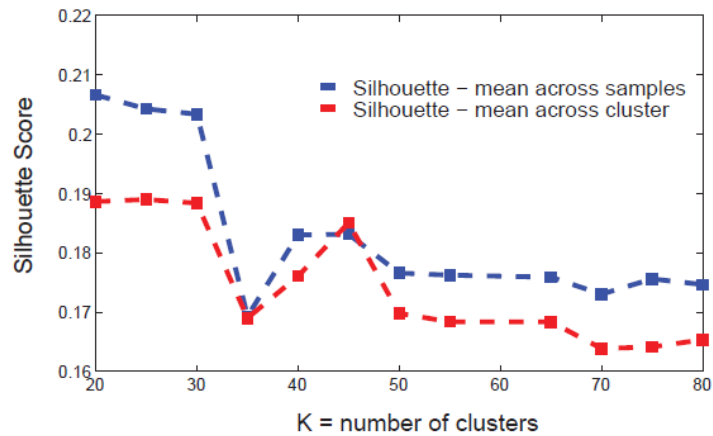 0.22
0.21
0.2
0.19
0.18
0.17
0.16
Silhouette Score
Silhouette – mean across samples
Silhouette – mean across cluster
20 30 40 50 60 70 80
K = number of clusters